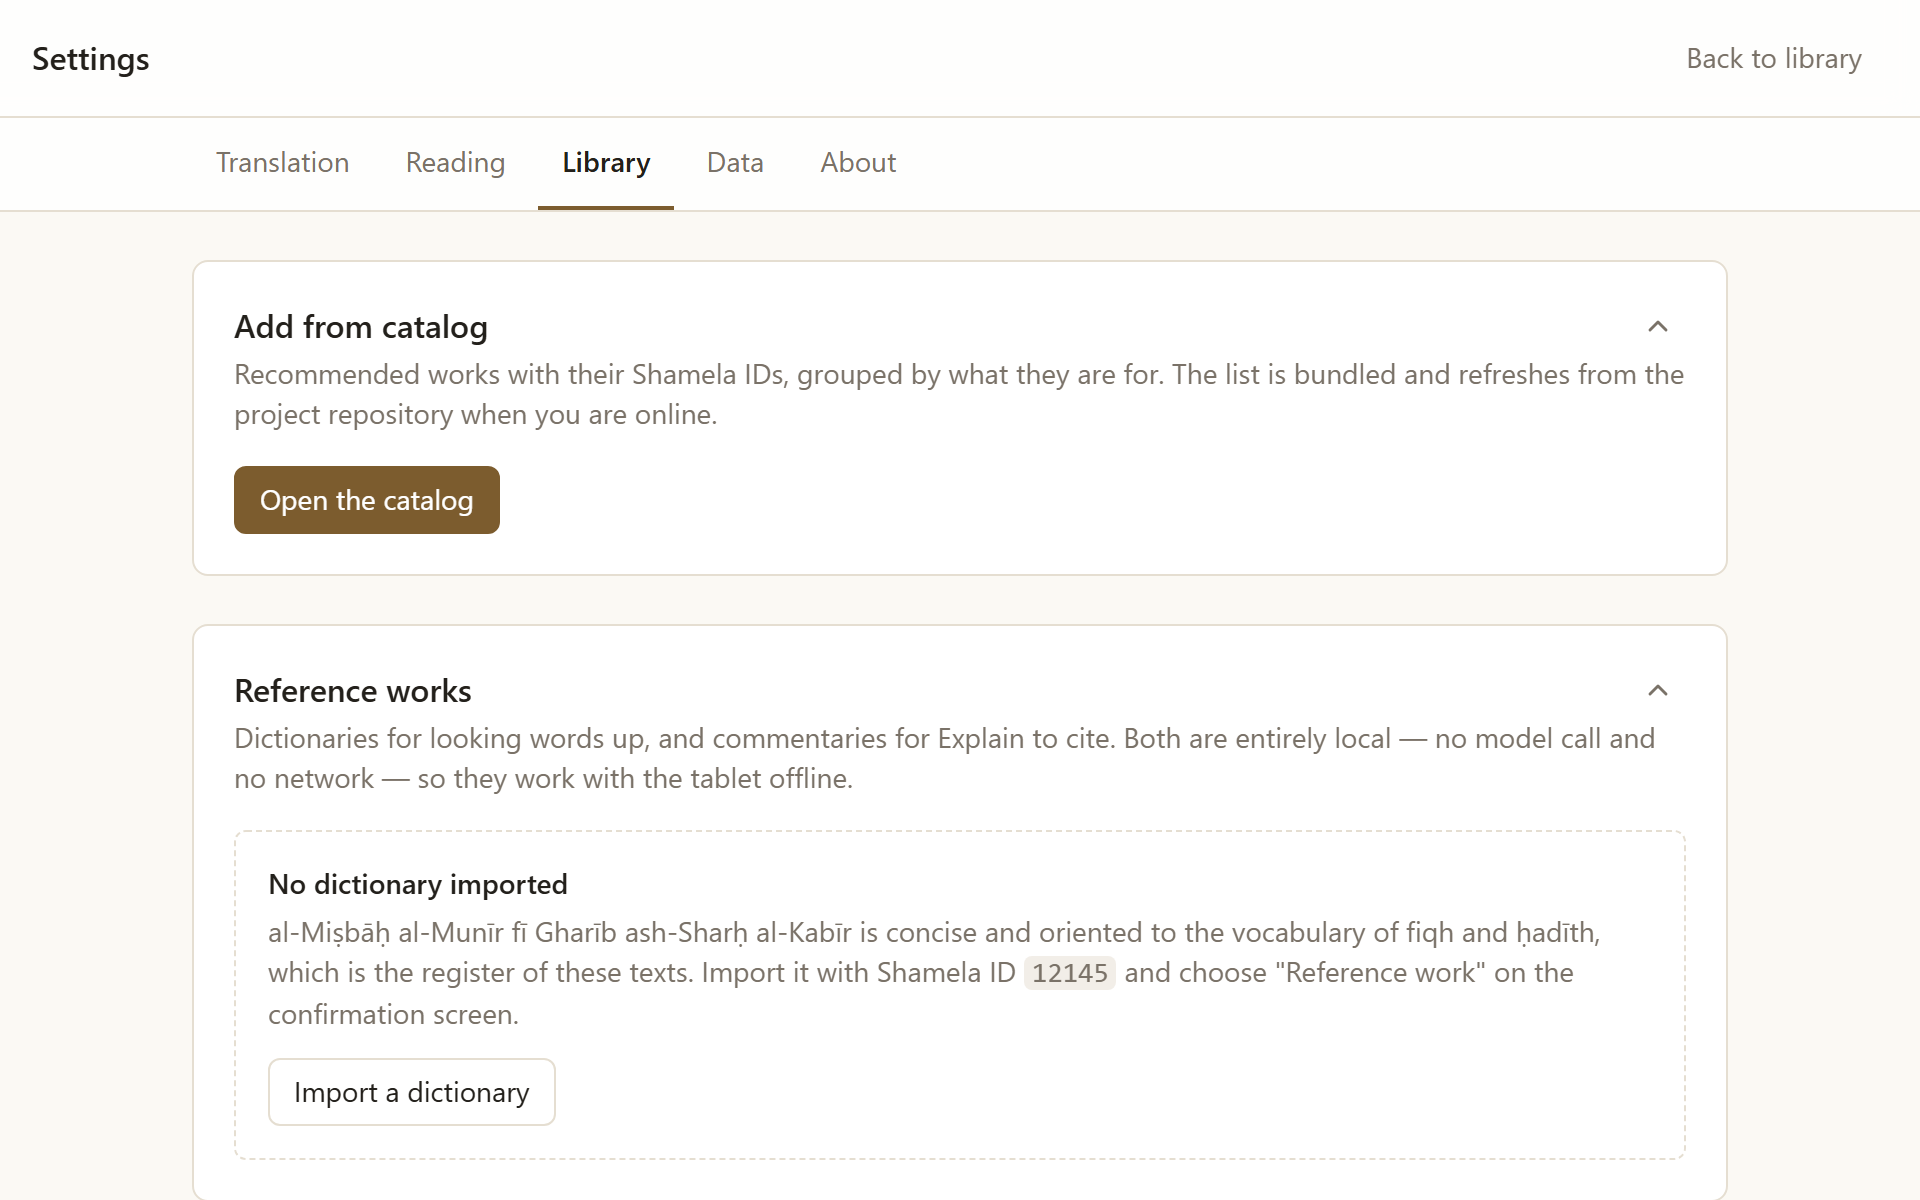 Settings
Back to library
Translation
Reading
Library
Data
About
Add from catalog
Recommended works with their Shamela IDs, grouped by what they are for. The list is bundled and refreshes from the
project repository when you are online.
Open the catalog
Reference works
Dictionaries for looking words up, and commentaries for Explain to cite. Both are entirely local — no model call and
no network — so they work with the tablet offline.
No dictionary imported
al-Miṣbāḥ al-Munīr fī Gharīb ash-Sharḥ al-Kabīr is concise and oriented to the vocabulary of fiqh and ḥadīth,
which is the register of these texts. Import it with Shamela ID 12145 and choose "Reference work" on the
confirmation screen.
Import a dictionary